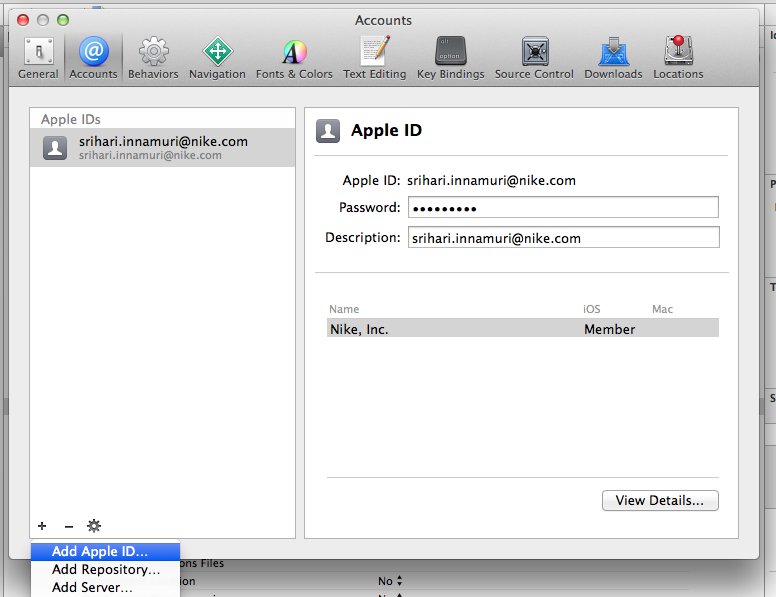 Accounts
General Accounts Behaviors Navigation Fonts & Colors Text Editing Key Bindings Source Control Downloads Locations
Apple IDs
srihari.innamuri@nike.com
srihari.innamuri@nike.com
Apple ID
Apple ID: srihari.innamuri@nike.com
Password: •••••••••
Description: srihari.innamuri@nike.com
Name iOS Mac
Nike, Inc. Member
View Details...
+ −
Add Apple ID...
Add Repository...
Add Server...
ons Files
ion No